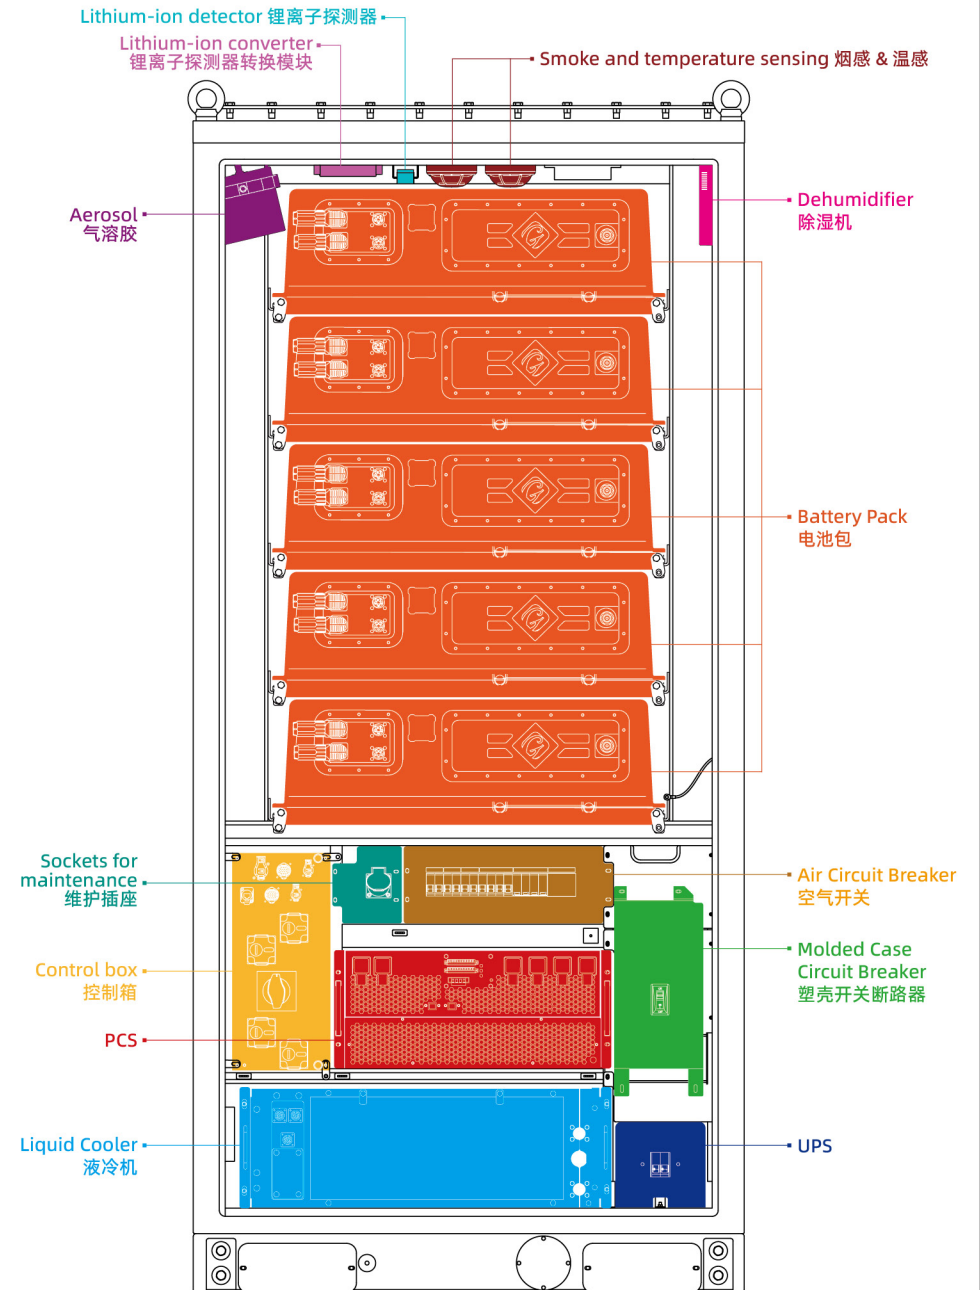 Lithium-ion detector 锂离子探测器
Lithium-ion converter
锂离子探测器转换模块
Smoke and temperature sensing 烟感 & 温感
Aerosol
气溶胶
Dehumidifier
除湿机
Battery Pack
电池包
Sockets for
maintenance
维护插座
Air Circuit Breaker
空气开关
Control box
控制箱
Molded Case
Circuit Breaker
塑壳开关断路器
PCS
Liquid Cooler
液冷机
UPS